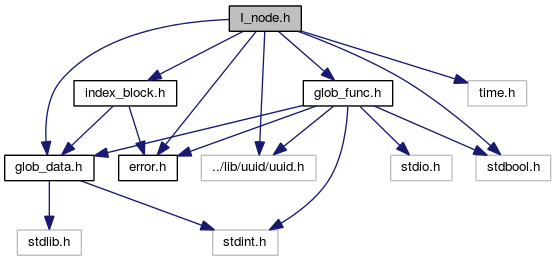 I_node.h
index_block.h
glob_func.h
time.h
glob_data.h
error.h
../lib/uuid/uuid.h
stdio.h
stdbool.h
stdlib.h
stdint.h